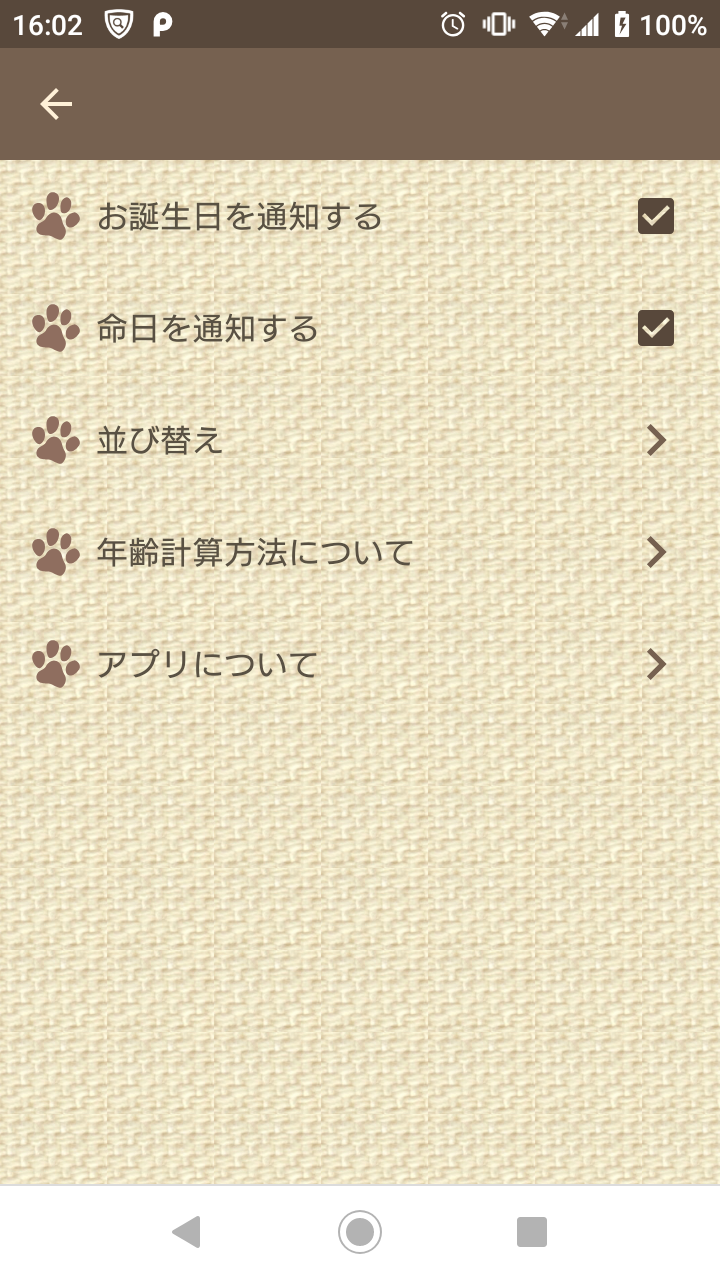 16:02 100%
お誕生日を通知する
命日を通知する
並び替え
年齢計算方法について
アプリについて